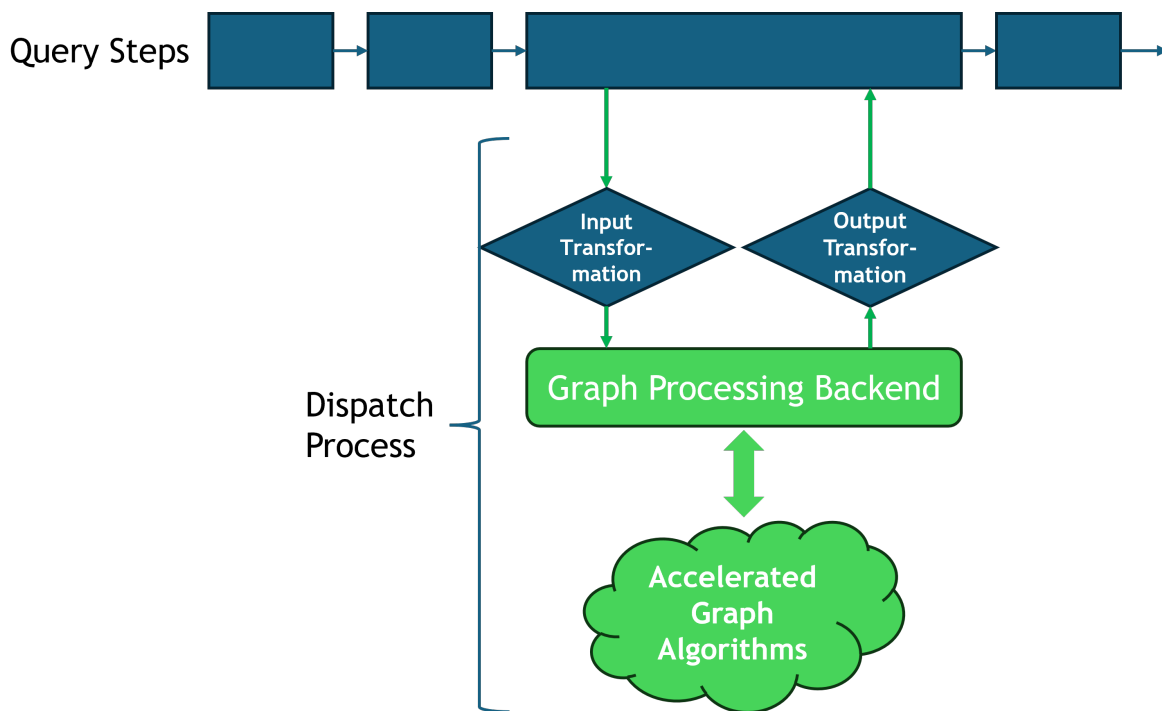 Query Steps
Input
Transfor-
mation
Output
Transfor-
mation
Graph Processing Backend
Dispatch
Process
Accelerated
Graph
Algorithms